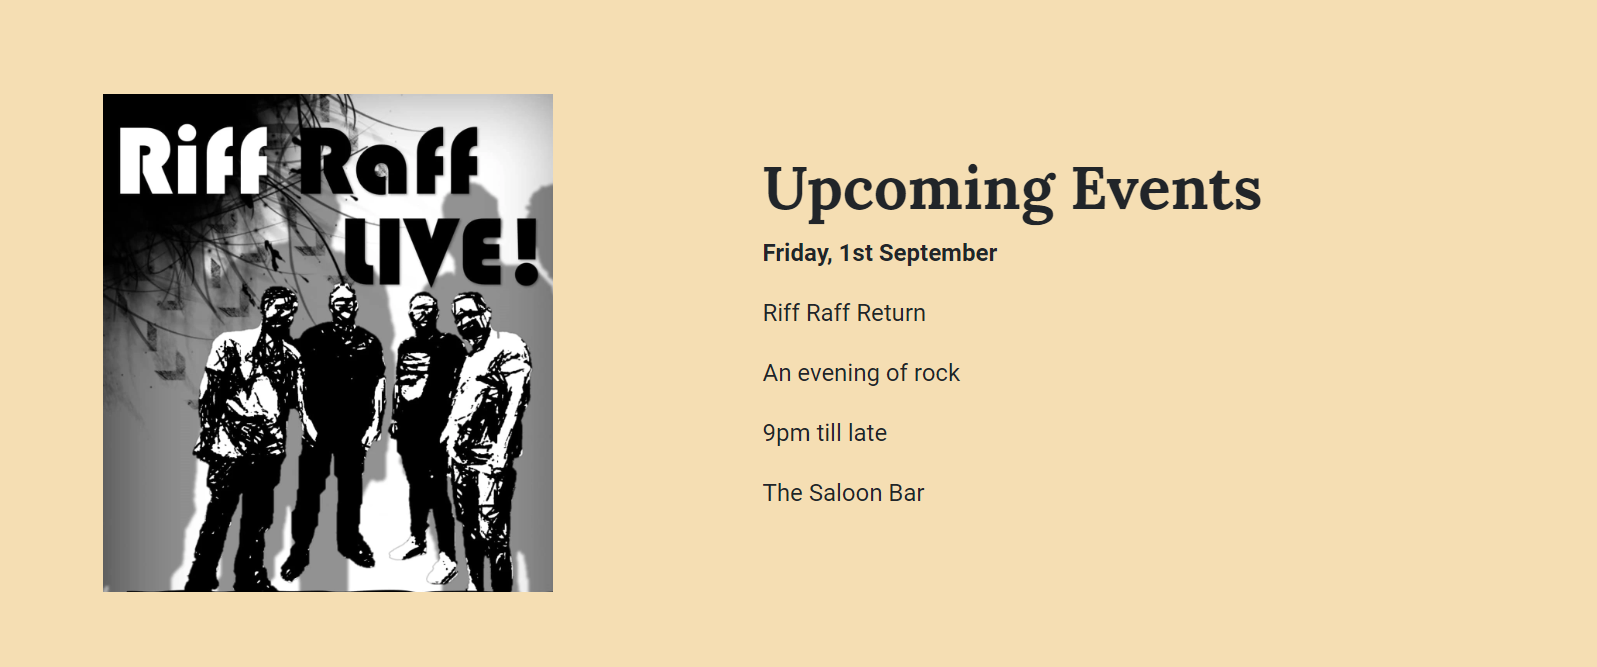 Riff Raff
LIVE!
Upcoming Events
Friday, 1st September
Riff Raff Return
An evening of rock
9pm till late
The Saloon Bar